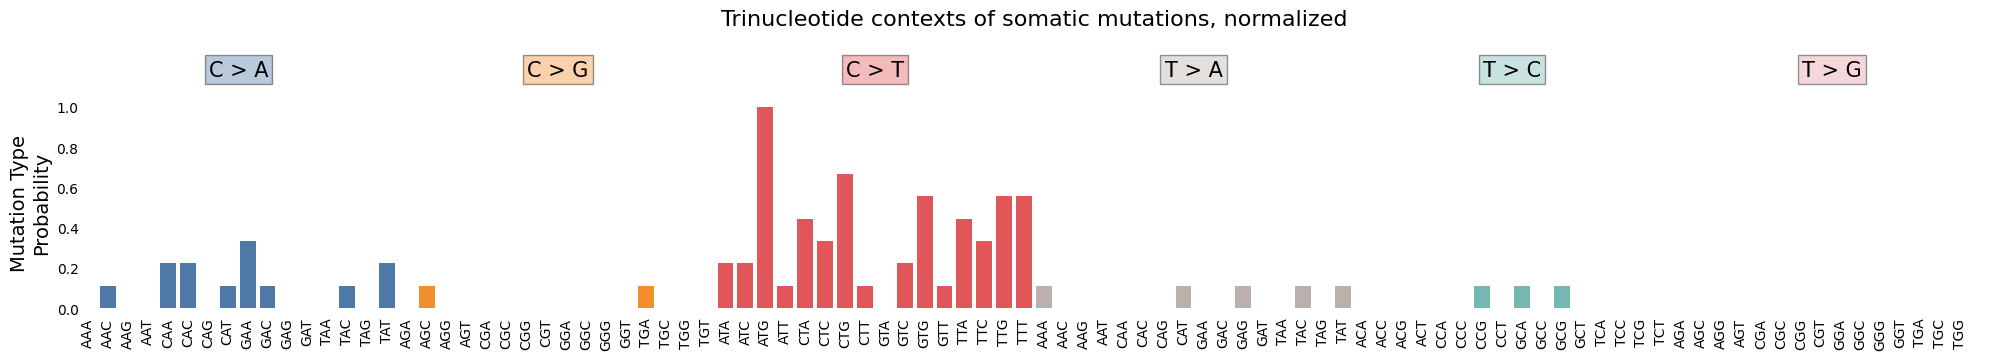 Trinucleotide contexts of somatic mutations, normalized
C > A
C > G
C > T
T > A
T > C
T > G
Mutation Type
Probability
1.0
0.8
0.6
0.4
0.2
0.0
AAA
AAC
AAG
AAT
CAA
CAC
CAG
CAT
GAA
GAC
GAG
GAT
TAA
TAC
TAG
TAT
AGA
AGC
AGG
AGT
CGA
CGC
CGG
CGT
GGA
GGC
GGG
GGT
TGA
TGC
TGG
TGT
ATA
ATC
ATG
ATT
CTA
CTC
CTG
CTT
GTA
GTC
GTG
GTT
TTA
TTC
TTG
TTT
AAA
AAC
AAG
AAT
CAA
CAC
CAG
CAT
GAA
GAC
GAG
GAT
TAA
TAC
TAG
TAT
ACA
ACC
ACG
ACT
CCA
CCC
CCG
CCT
GCA
GCC
GCG
GCT
TCA
TCC
TCG
TCT
AGA
AGC
AGG
AGT
CGA
CGC
CGG
CGT
GGA
GGC
GGG
GGT
TGA
TGC
TGG